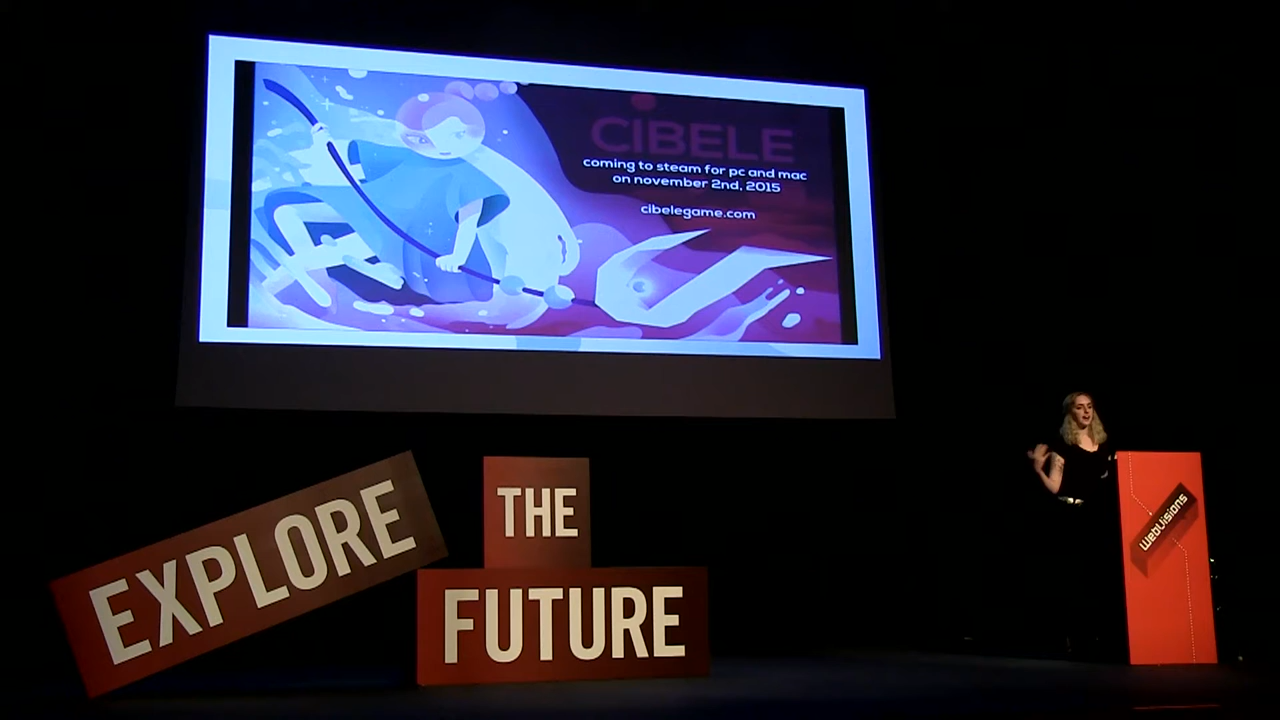 CIBELE
coming to steam for pc and mac
on november 2nd, 2015
cibelegame.com
EXPLORE
THE
FUTURE
WebVisions